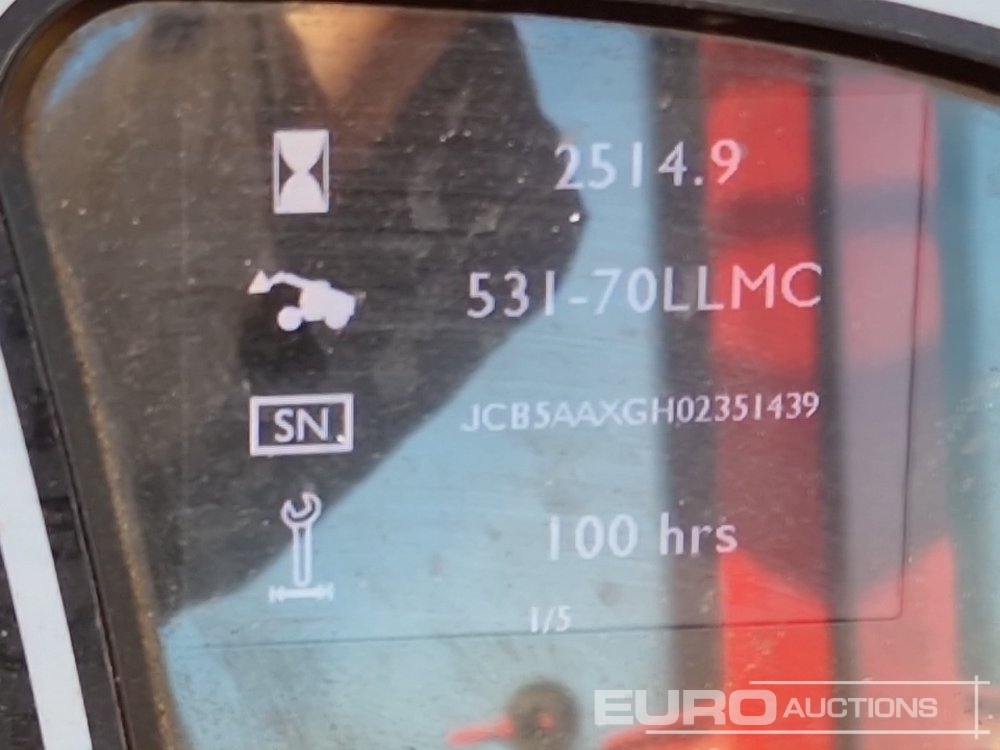 2514.9
531-70LLMC
SN
JCB5AAXGH02351439
100 hrs
1/5
EURO AUCTIONS